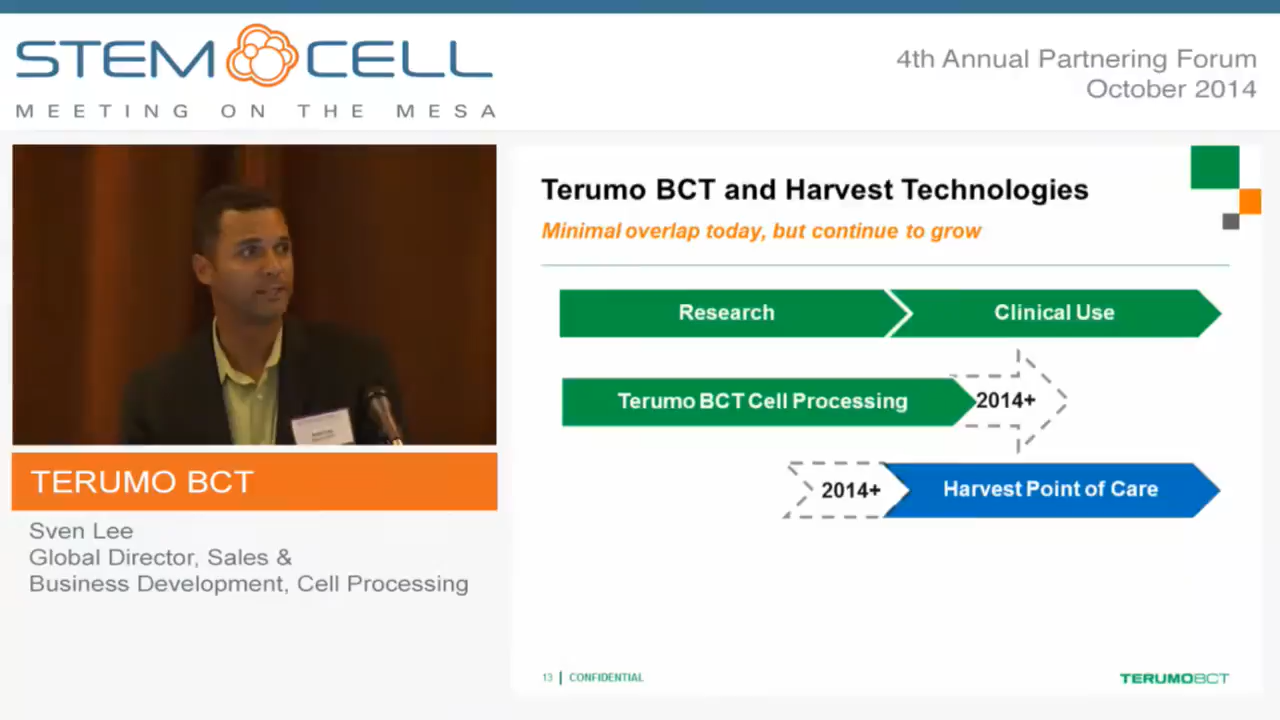 STEM CELL
MEETING ON THE MESA
4th Annual Partnering Forum
October 2014
TERUMO BCT
Sven Lee
Global Director, Sales &
Business Development, Cell Processing
Terumo BCT and Harvest Technologies
Minimal overlap today, but continue to grow
Research
Clinical Use
Terumo BCT Cell Processing
2014+
2014+
Harvest Point of Care
13 | CONFIDENTIAL
TERUMOBCT